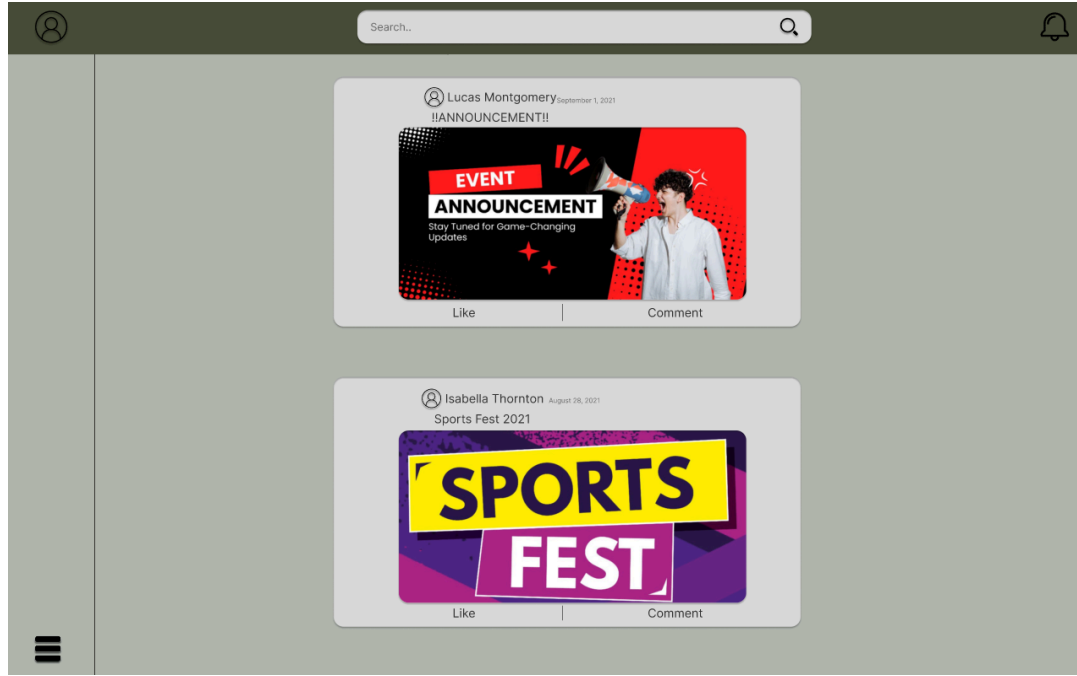 Search..
Lucas Montgomery September 1, 2021
!!ANNOUNCEMENT!!
EVENT
ANNOUNCEMENT
Stay Tuned for Game-Changing
Updates
Like Comment
Isabella Thornton August 28, 2021
Sports Fest 2021
SPORTS
FEST
Like Comment